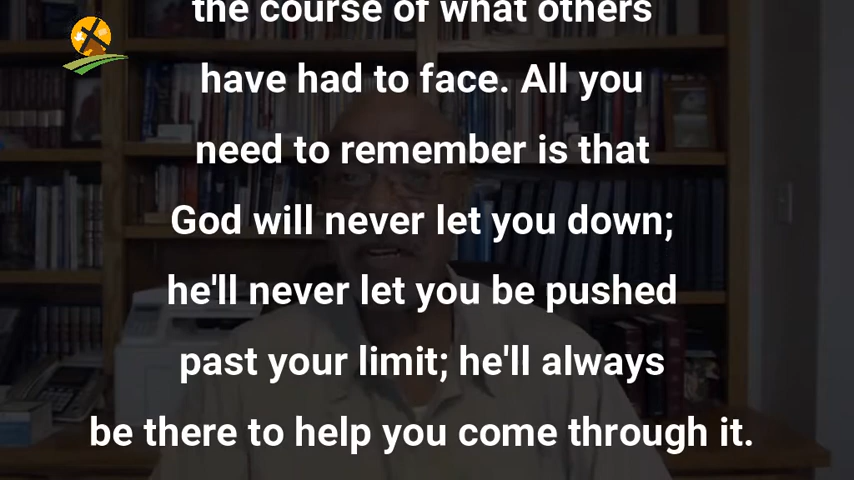 the course of what others
have had to face. All you
need to remember is that
God will never let you down;
he'll never let you be pushed
past your limit; he'll always
be there to help you come through it.